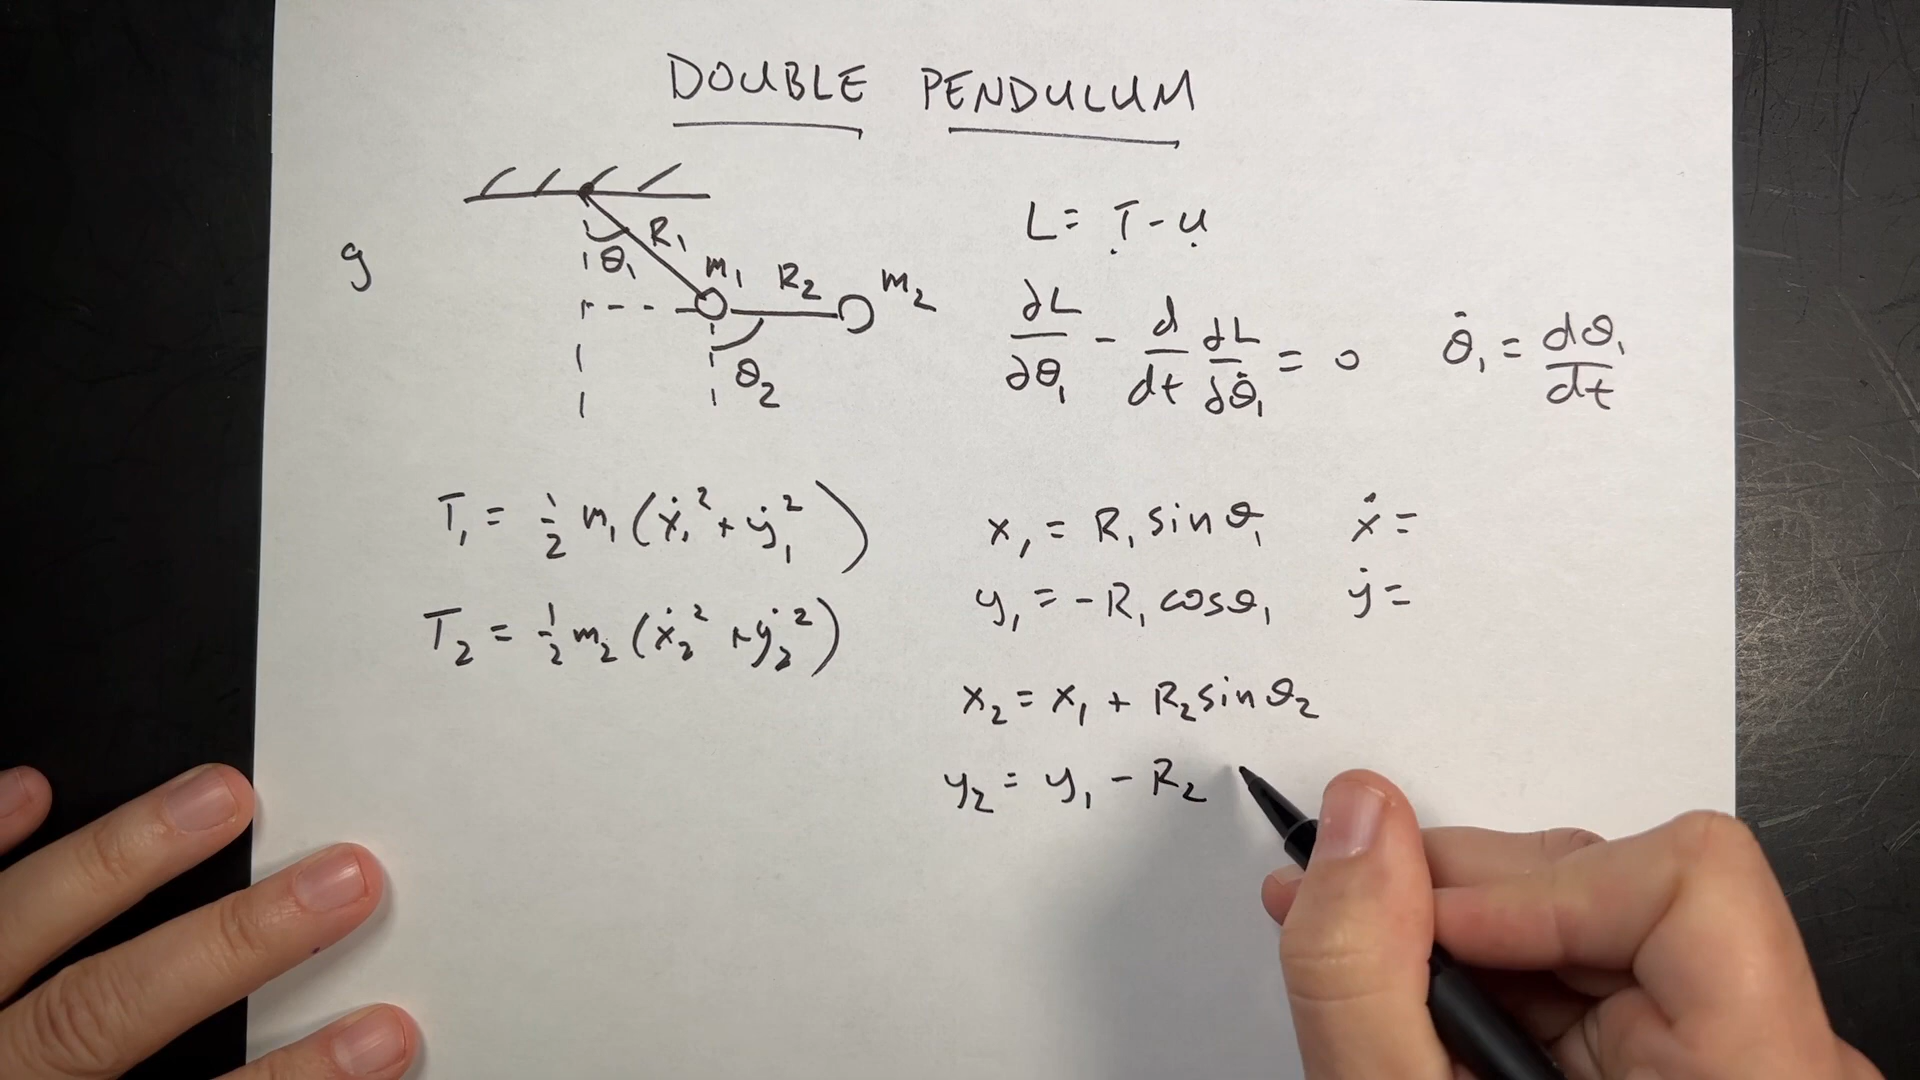 DOUBLE PENDULUM
g
R₁
θ₁
m₁
R₂
m₂
θ₂
L = T - U
∂L/∂θ₁ - d/dt ∂L/∂θ̇₁ = 0
θ̇₁ = dθ₁/dt
T₁ = 1/2 m₁ (ẋ₁² + ẏ₁²)
T₂ = 1/2 m₂ (ẋ₂² + ẏ₂²)
x₁ = R₁ sin θ₁
ẋ =
y₁ = - R₁ cos θ₁
ẏ =
x₂ = x₁ + R₂ sin θ₂
y₂ = y₁ - R₂